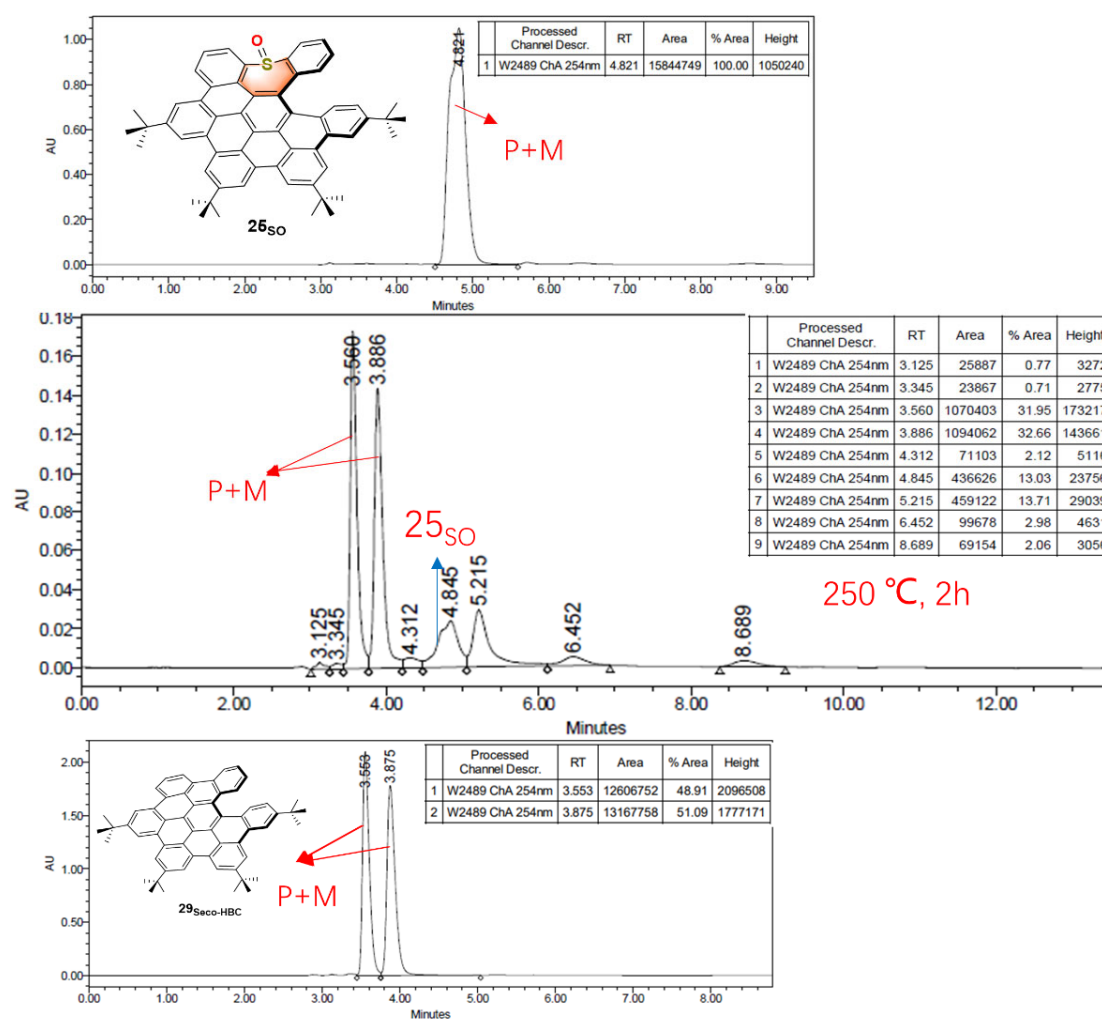 O
S
25SO
P+M
4.821
Processed Channel Descr. RT Area % Area Height
1 W2489 ChA 254nm 4.821 15844749 100.00 1050240
AU
1.00
0.80
0.60
0.40
0.20
0.00
0.00 1.00 2.00 3.00 4.00 5.00 6.00 7.00 8.00 9.00
Minutes
Processed Channel Descr. RT Area % Area Height
1 W2489 ChA 254nm 3.125 25887 0.77 3272
2 W2489 ChA 254nm 3.345 23867 0.71 2775
3 W2489 ChA 254nm 3.560 1070403 31.95 173217
4 W2489 ChA 254nm 3.886 1094062 32.66 14366
5 W2489 ChA 254nm 4.312 71103 2.12 511
6 W2489 ChA 254nm 4.845 436626 13.03 23756
7 W2489 ChA 254nm 5.215 459122 13.71 29039
8 W2489 ChA 254nm 6.452 99678 2.98 463
9 W2489 ChA 254nm 8.689 69154 2.06 3056
AU
0.18
0.16
0.14
0.12
0.10
0.08
0.06
0.04
0.02
0.00
3.125
3.345
3.560
3.886
4.312
4.845
5.215
6.452
8.689
P+M
25SO
250 ℃, 2h
0.00 2.00 4.00 6.00 8.00 10.00 12.00
Minutes
29Seco-HBC
P+M
3.553
3.875
Processed Channel Descr. RT Area % Area Height
1 W2489 ChA 254nm 3.553 12606752 48.91 2096508
2 W2489 ChA 254nm 3.875 13167758 51.09 1777171
AU
2.00
1.50
1.00
0.50
0.00
0.00 1.00 2.00 3.00 4.00 5.00 6.00 7.00 8.00
Minutes